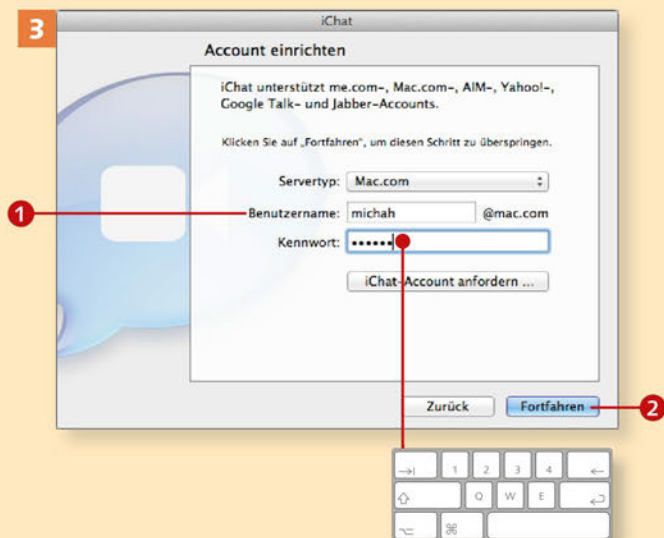 3
iChat
Account einrichten
iChat unterstützt me.com-, Mac.com-, AIM-, Yahoo!-,
Google Talk- und Jabber-Accounts.
Klicken Sie auf „Fortfahren", um diesen Schritt zu überspringen.
Servertyp: Mac.com
1 Benutzername: michah @mac.com
Kennwort: ••••••
iChat-Account anfordern ...
Zurück Fortfahren 2
1 2 3 4
Q W E
⌥ ⌘